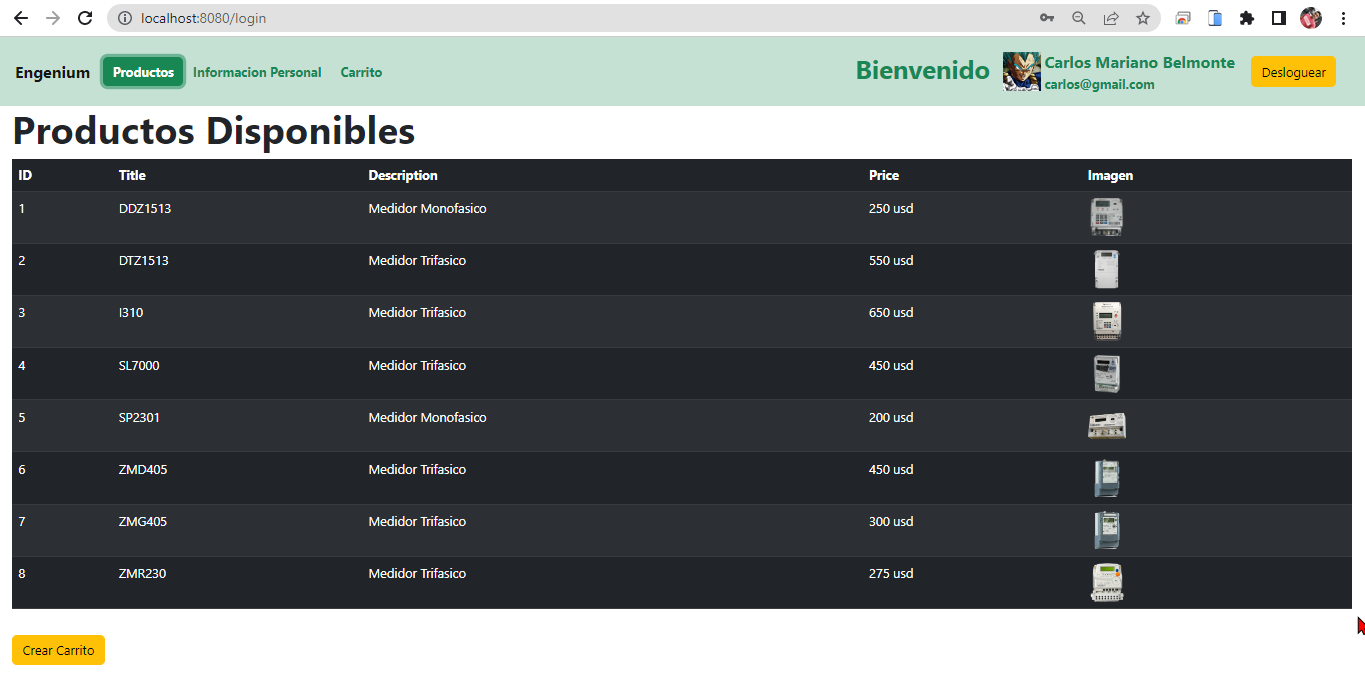 localhost:8080/login
Engenium Productos Informacion Personal Carrito Bienvenido Carlos Mariano Belmonte
carlos@gmail.com
Desloguear
Productos Disponibles
ID Title Description Price Imagen
1 DDZ1513 Medidor Monofasico 250 usd
2 DTZ1513 Medidor Trifasico 550 usd
3 I310 Medidor Trifasico 650 usd
4 SL7000 Medidor Trifasico 450 usd
5 SP2301 Medidor Monofasico 200 usd
6 ZMD405 Medidor Trifasico 450 usd
7 ZMG405 Medidor Trifasico 300 usd
8 ZMR230 Medidor Trifasico 275 usd
Crear Carrito